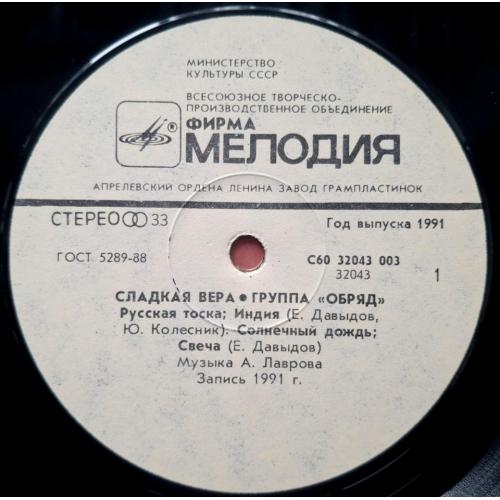 МИНИСТЕРСТВО
КУЛЬТУРЫ СССР
ВСЕСОЮЗНОЕ ТВОРЧЕСКО-
ПРОИЗВОДСТВЕННОЕ ОБЪЕДИНЕНИЕ
® ФИРМА
МЕЛОДИЯ
АПРЕЛЕВСКИЙ ОРДЕНА ЛЕНИНА ЗАВОД ГРАМПЛАСТИНОК
СТЕРЕО 33 Год выпуска 1991
ГОСТ 5289-88 С60 32043 003
32043 1
СЛАДКАЯ ВЕРА • ГРУППА «ОБРЯД»
Русская тоска; Индия (Е. Давыдов,
Ю. Колесник). Солнечный дождь;
Свеча (Е. Давыдов)
Музыка А. Лаврова
Запись 1991 г.